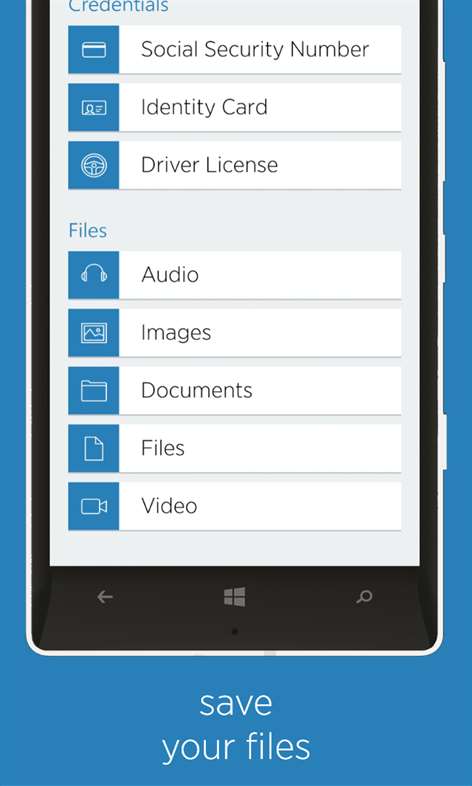 Credentials
Social Security Number
Identity Card
Driver License
Files
Audio
Images
Documents
Files
Video
save
your files